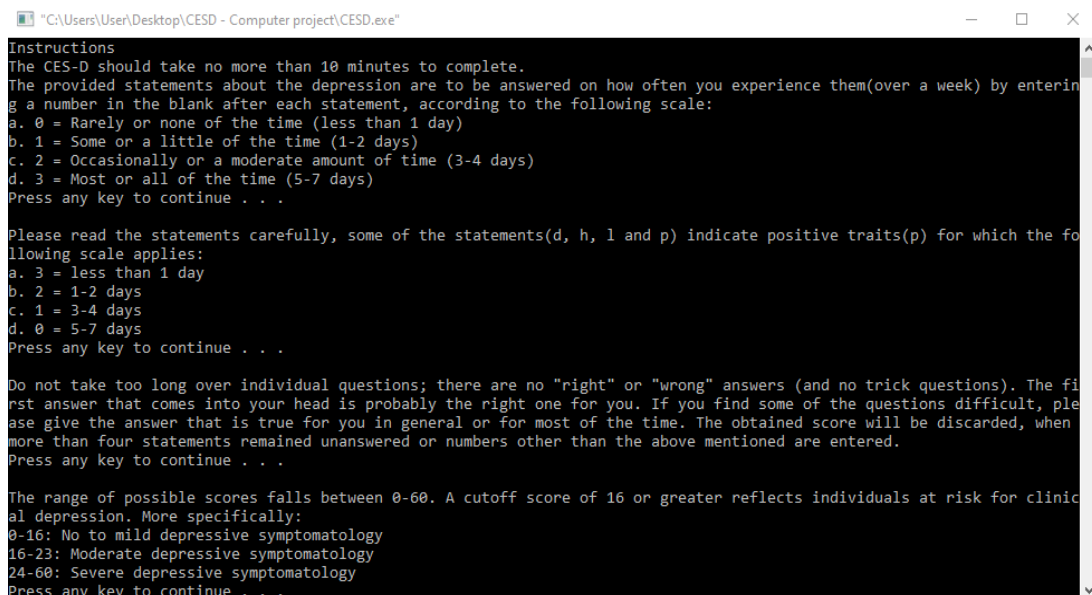 "C:\Users\User\Desktop\CESD - Computer project\CESD.exe"
Instructions
The CES-D should take no more than 10 minutes to complete.
The provided statements about the depression are to be answered on how often you experience them(over a week) by enterin
g a number in the blank after each statement, according to the following scale:
a. 0 = Rarely or none of the time (less than 1 day)
b. 1 = Some or a little of the time (1-2 days)
c. 2 = Occasionally or a moderate amount of time (3-4 days)
d. 3 = Most or all of the time (5-7 days)
Press any key to continue . . .
Please read the statements carefully, some of the statements(d, h, l and p) indicate positive traits(p) for which the fo
llowing scale applies:
a. 3 = less than 1 day
b. 2 = 1-2 days
c. 1 = 3-4 days
d. 0 = 5-7 days
Press any key to continue . . .
Do not take too long over individual questions; there are no "right" or "wrong" answers (and no trick questions). The fi
rst answer that comes into your head is probably the right one for you. If you find some of the questions difficult, ple
ase give the answer that is true for you in general or for most of the time. The obtained score will be discarded, when
more than four statements remained unanswered or numbers other than the above mentioned are entered.
Press any key to continue . . .
The range of possible scores falls between 0-60. A cutoff score of 16 or greater reflects individuals at risk for clinic
al depression. More specifically:
0-16: No to mild depressive symptomatology
16-23: Moderate depressive symptomatology
24-60: Severe depressive symptomatology
Press any key to continue . . .